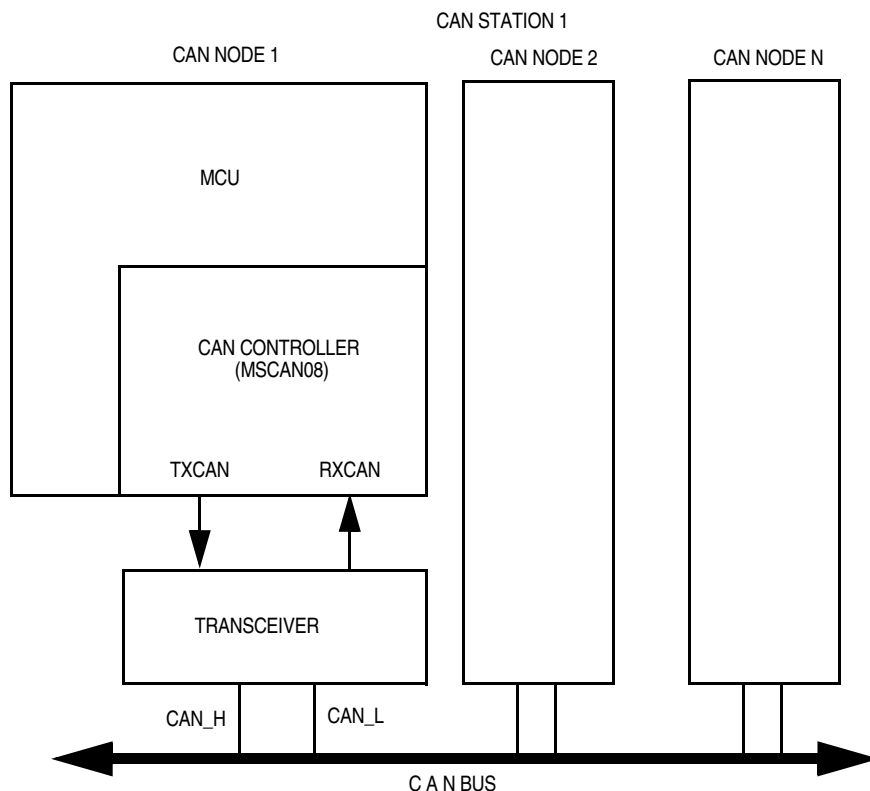 CAN STATION 1
CAN NODE 1
CAN NODE 2
CAN NODE N
MCU
CAN CONTROLLER
(MSCAN08)
TXCAN
RXCAN
TRANSCEIVER
CAN_H
CAN_L
C A N BUS